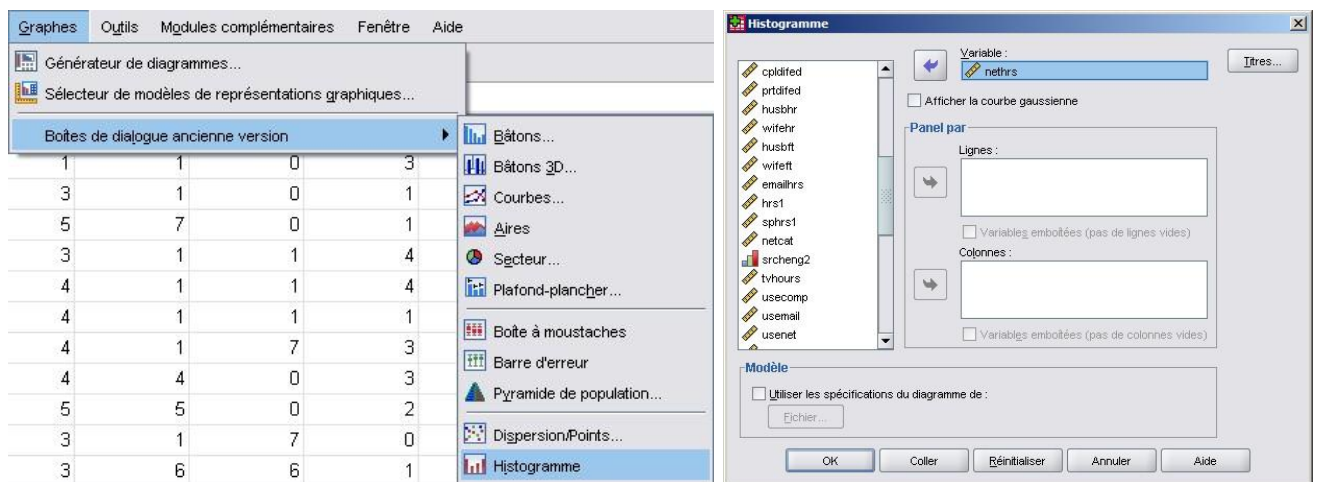 Graphes Outils Modules complémentaires Fenêtre Aide
Générateur de diagrammes...
Sélecteur de modèles de représentations graphiques...
Boîtes de dialogue ancienne version
1 1 0 3
3 1 0 1
5 7 0 1
3 1 1 4
4 1 1 4
4 1 1 1
4 1 7 3
4 4 0 3
5 5 0 2
3 1 7 0
3 6 6 1
Bâtons...
Bâtons 3D...
Courbes...
Aires
Secteur...
Plafond-plancher...
Boîte à moustaches
Barre d'erreur
Pyramide de population...
Dispersion/Points...
Histogramme
Histogramme
cpldifed
prtdifed
husbhr
wifehr
husbft
wifeft
emailhrs
hrs1
sphrs1
netcat
srcheng2
tvhours
usecomp
usemail
usenet
Variable :
nethrs
Titres...
Afficher la courbe gaussienne
Panel par
Lignes :
Variables emboîtées (pas de lignes vides)
Colonnes :
Variables emboîtées (pas de colonnes vides)
Modèle
Utiliser les spécifications du diagramme de :
Fichier...
OK Coller Réinitialiser Annuler Aide